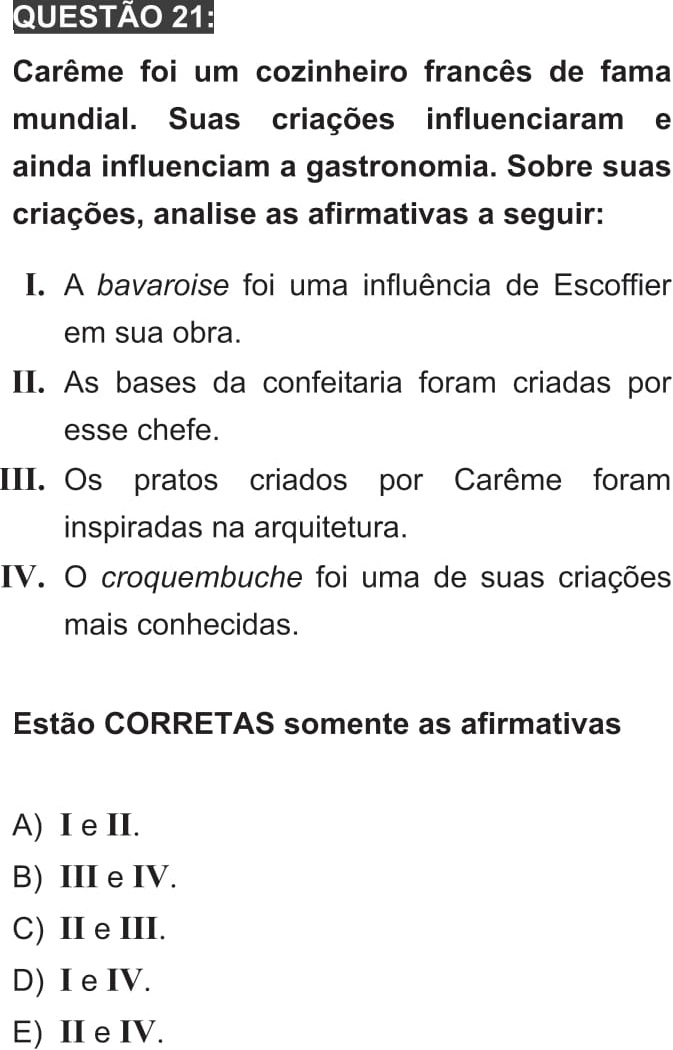 QUESTÃO 21:
Carême foi um cozinheiro francês de fama
mundial. Suas criações influenciaram e
ainda influenciam a gastronomia. Sobre suas
criações, analise as afirmativas a seguir:
I. A bavaroise foi uma influência de Escoffier
em sua obra.
II. As bases da confeitaria foram criadas por
esse chefe.
III. Os pratos criados por Carême foram
inspiradas na arquitetura.
IV. O croquembuche foi uma de suas criações
mais conhecidas.
Estão CORRETAS somente as afirmativas
A) I e II.
B) III e IV.
C) II e III.
D) I e IV.
E) II e IV.